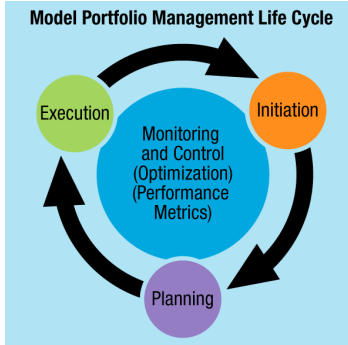 Model Portfolio Management Life Cycle
Execution
Initiation
Monitoring
and Control
(Optimization)
(Performance
Metrics)
Planning